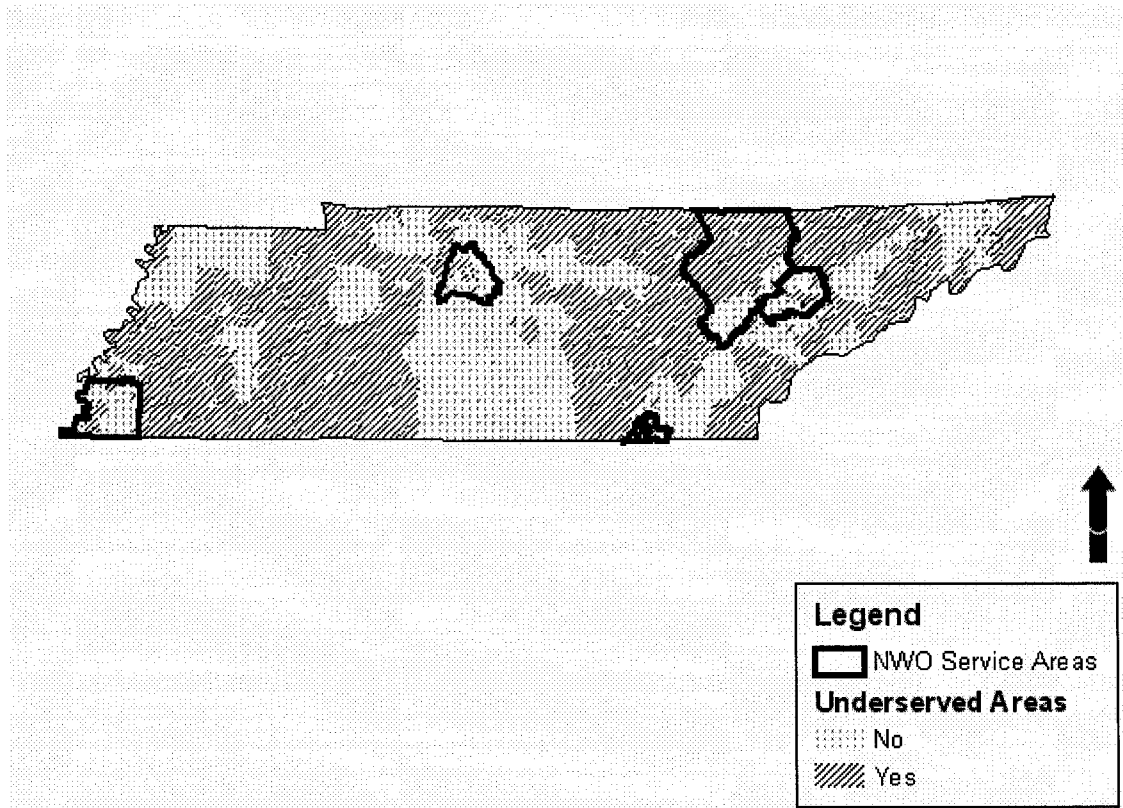 Legend
NWO Service Areas
Underserved Areas
No
Yes